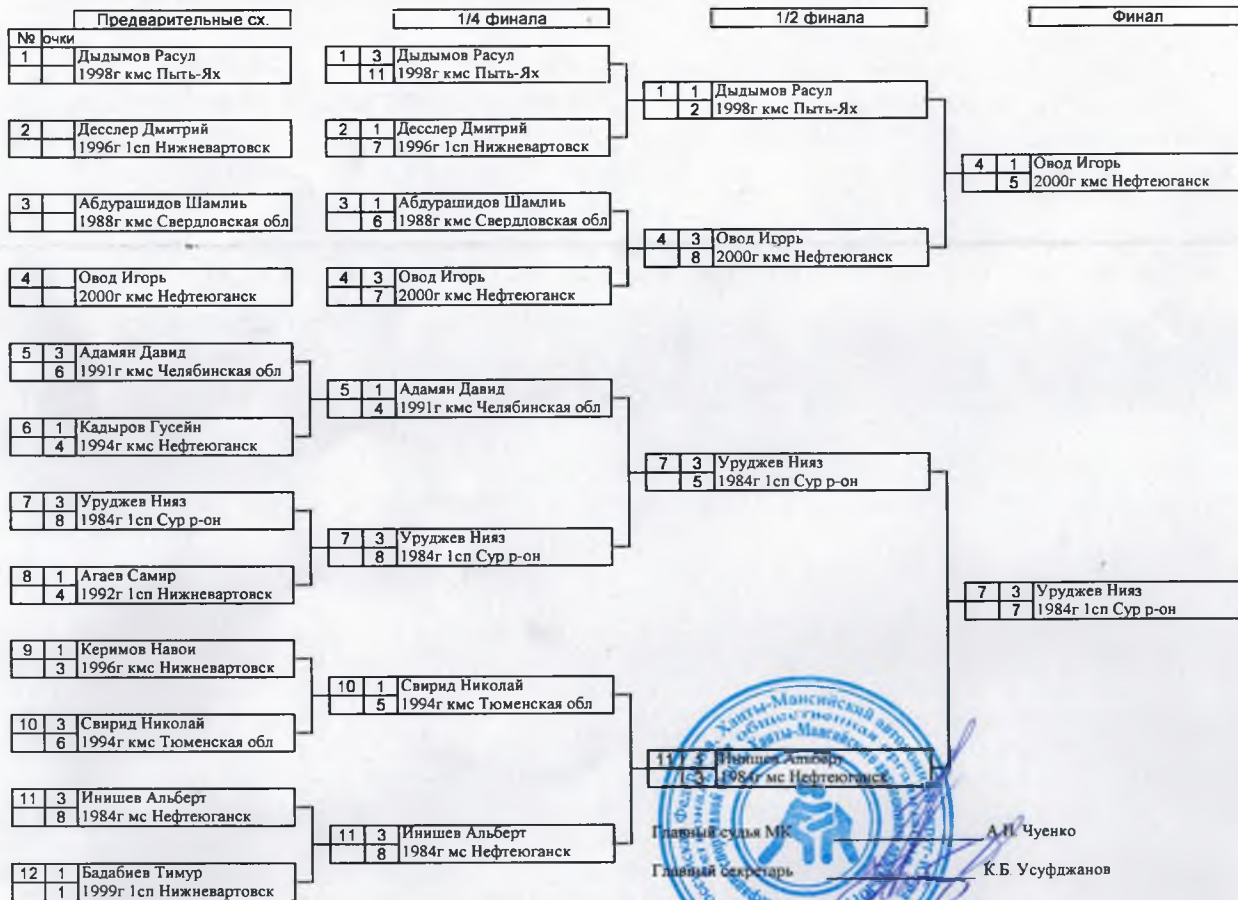 Предварительные сх.
1/4 финала
1/2 финала
Финал
№ очки
1 Дыдымов Расул
1998г кмс Пыть-Ях
2 Десслер Дмитрий
1996г 1сп Нижневартовск
3 Абдурашидов Шамлиь
1988г кмс Свердловская обл
4 Овод Игорь
2000г кмс Нефтеюганск
5 3 Адамян Давид
6 1991г кмс Челябинская обл
6 1 Кадыров Гусейн
4 1994г кмс Нефтеюганск
7 3 Уруджев Нияз
8 1984г 1сп Сур р-он
8 1 Агаев Самир
4 1992г 1сп Нижневартовск
9 1 Керимов Навои
3 1996г кмс Нижневартовск
10 3 Свирид Николай
6 1994г кмс Тюменская обл
11 3 Инишев Альберт
8 1984г мс Нефтеюганск
12 1 Бадабиев Тимур
1 1999г 1сп Нижневартовск
1 3 Дыдымов Расул
11 1998г кмс Пыть-Ях
2 1 Десслер Дмитрий
7 1996г 1сп Нижневартовск
3 1 Абдурашидов Шамлиь
6 1988г кмс Свердловская обл
4 3 Овод Игорь
7 2000г кмс Нефтеюганск
5 1 Адамян Давид
4 1991г кмс Челябинская обл
7 3 Уруджев Нияз
8 1984г 1сп Сур р-он
10 1 Свирид Николай
5 1994г кмс Тюменская обл
11 3 Инишев Альберт
8 1984г мс Нефтеюганск
1 1 Дыдымов Расул
2 1998г кмс Пыть-Ях
4 3 Овод Игорь
8 2000г кмс Нефтеюганск
7 3 Уруджев Нияз
5 1984г 1сп Сур р-он
11 Инишев Альберт
3 1984г мс Нефтеюганск
4 1 Овод Игорь
5 2000г кмс Нефтеюганск
7 3 Уруджев Нияз
7 1984г 1сп Сур р-он
Ханты-Мансийский
общественная
Ханты-Мансийск
Главный судья МК А.П. Чуенко
Главный секретарь К.Б. Усуфджанов